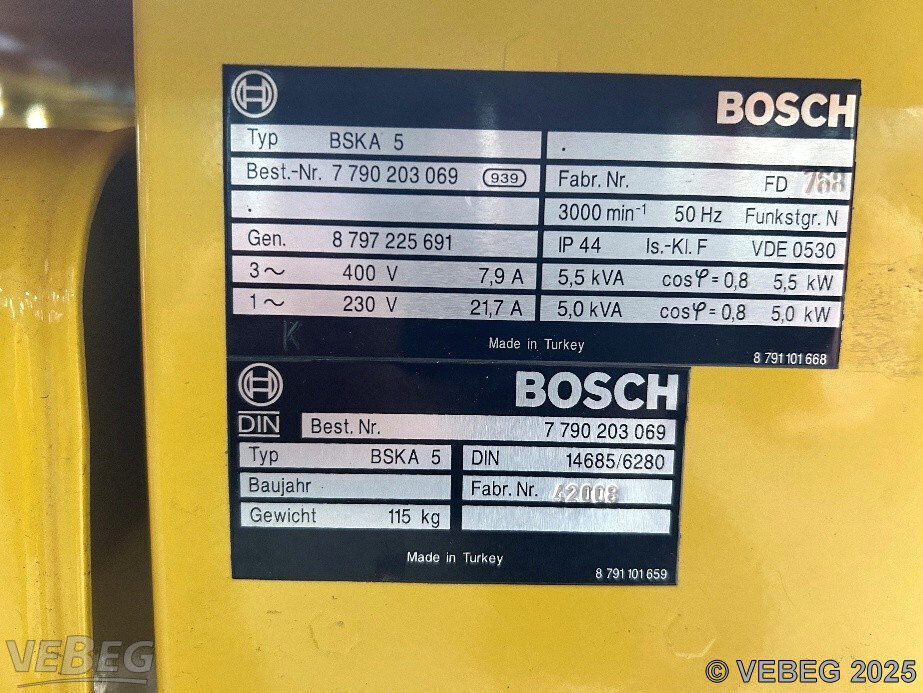 BOSCH
Typ BSKA 5 .
Best.-Nr. 7 790 203 069 939 Fabr. Nr. FD 768
. 3000 min⁻¹ 50 Hz Funkstgr. N
Gen. 8 797 225 691 IP 44 Is.-Kl. F VDE 0530
3~ 400 V 7,9 A 5,5 kVA cosφ = 0,8 5,5 kW
1~ 230 V 21,7 A 5,0 kVA cosφ = 0,8 5,0 kW
K
Made in Turkey
8 791 101 668
BOSCH
DIN Best. Nr. 7 790 203 069
Typ BSKA 5 DIN 14685/6280
Baujahr Fabr. Nr. 42008
Gewicht 115 kg
Made in Turkey
8 791 101 659
VEBEG
© VEBEG 2025